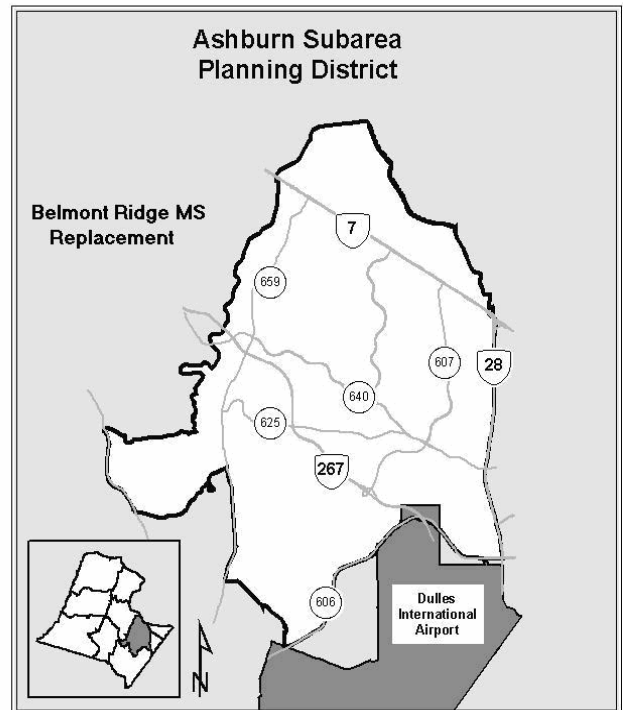 Ashburn Subarea
Planning District
Belmont Ridge MS
Replacement
7
659
28
607
640
625
267
606
Dulles
International
Airport
N